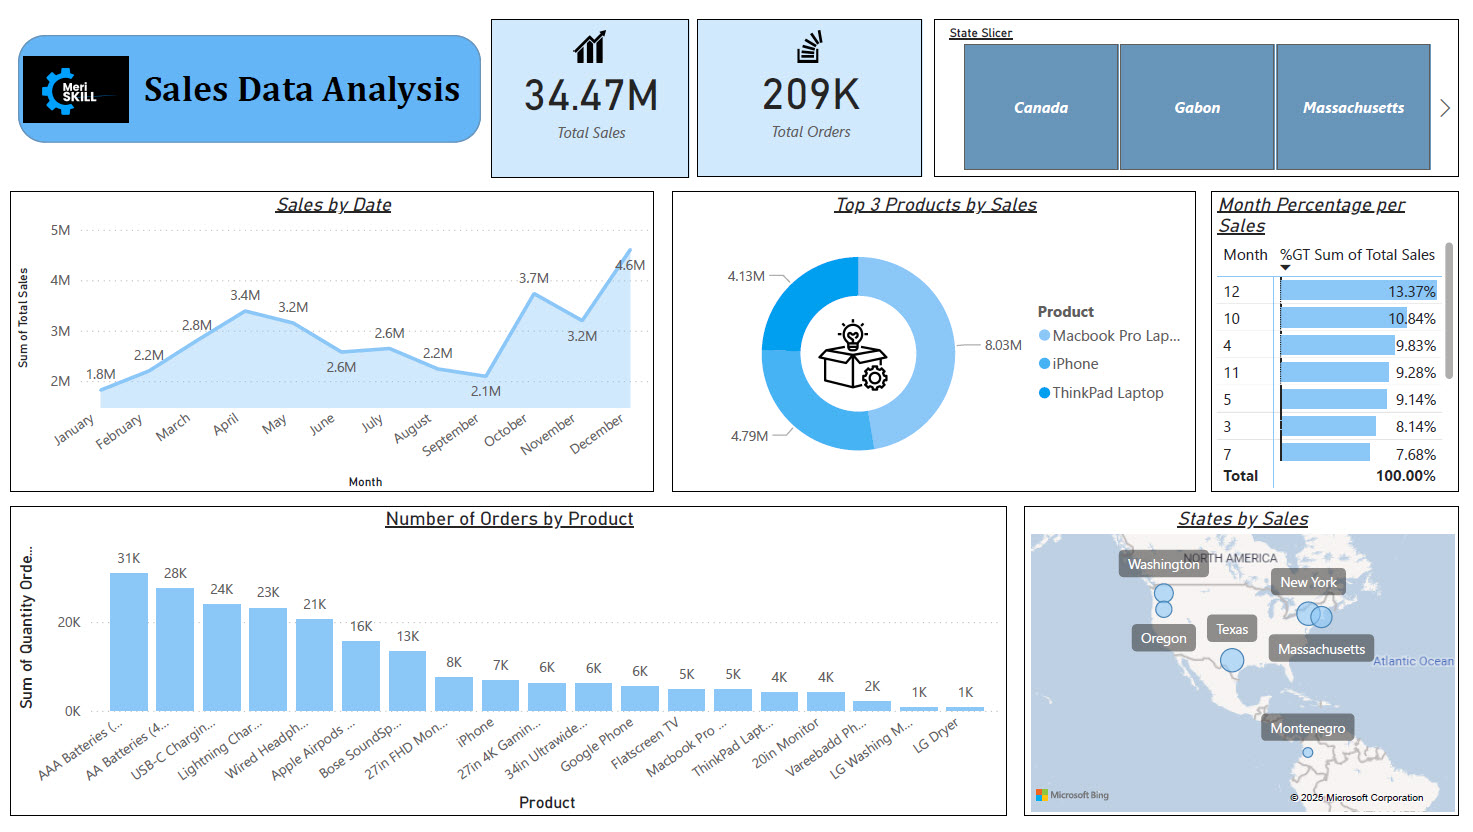 Meri
SKILL
Sales Data Analysis
34.47M
Total Sales
209K
Total Orders
State Slicer
Canada
Gabon
Massachusetts
Sales by Date
Sum of Total Sales
5M
4M
3M
2M
1.8M
2.2M
2.8M
3.4M
3.2M
2.6M
2.6M
2.2M
2.1M
3.7M
3.2M
4.6M
January
February
March
April
May
June
July
August
September
October
November
December
Month
Top 3 Products by Sales
4.13M
8.03M
4.79M
Product
Macbook Pro Lap...
iPhone
ThinkPad Laptop
Month Percentage per
Sales
Month %GT Sum of Total Sales
12 13.37%
10 10.84%
4 9.83%
11 9.28%
5 9.14%
3 8.14%
7 7.68%
Total 100.00%
Number of Orders by Product
Sum of Quantity Orde...
20K
0K
31K
28K
24K
23K
21K
16K
13K
8K
7K
6K
6K
6K
5K
5K
4K
4K
2K
1K
1K
AAA Batteries (...
AA Batteries (4...
USB-C Chargin...
Lightning Char...
Wired Headph...
Apple Airpods ...
Bose SoundSp...
27in FHD Mon...
iPhone
27in 4K Gamin...
34in Ultrawide...
Google Phone
Flatscreen TV
Macbook Pro ...
ThinkPad Lapt...
20in Monitor
Vareebadd Ph...
LG Washing M...
LG Dryer
Product
States by Sales
NORTH AMERICA
Washington
New York
Oregon
Texas
Massachusetts
Atlantic Ocean
Montenegro
Microsoft Bing
© 2025 Microsoft Corporation